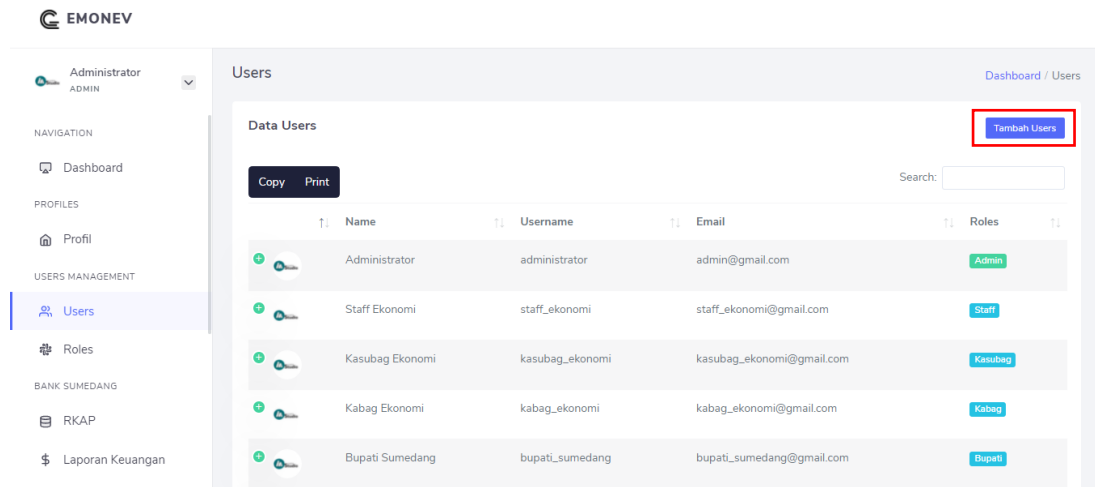 EMONEV
Administrator
ADMIN
NAVIGATION
Dashboard
PROFILES
Profil
USERS MANAGEMENT
Users
Roles
BANK SUMEDANG
RKAP
Laporan Keuangan
Users
Dashboard / Users
Data Users
Tambah Users
Copy Print
Search:
Name Username Email Roles
Administrator administrator admin@gmail.com Admin
Staff Ekonomi staff_ekonomi staff_ekonomi@gmail.com Staff
Kasubag Ekonomi kasubag_ekonomi kasubag_ekonomi@gmail.com Kasubag
Kabag Ekonomi kabag_ekonomi kabag_ekonomi@gmail.com Kabag
Bupati Sumedang bupati_sumedang bupati_sumedang@gmail.com Bupati